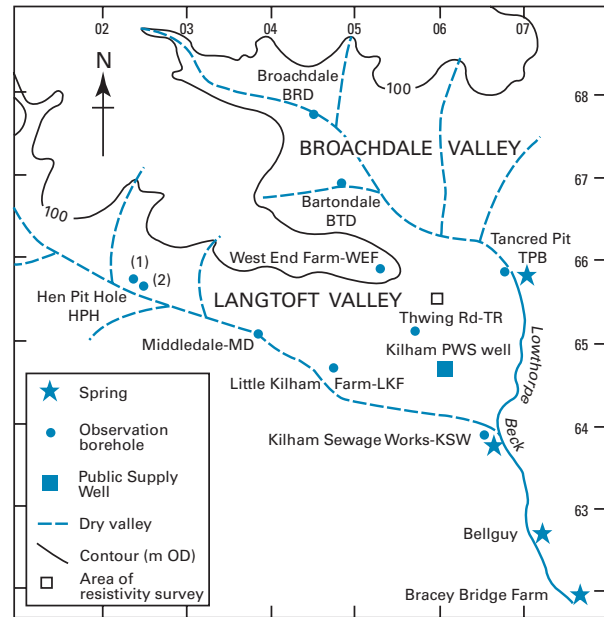 02 03 04 05 06 07
N
Broachdale
BRD
100
68
BROACHDALE VALLEY
67
Bartondale
BTD
100
Tancred Pit
TPB
West End Farm-WEF
66
(1)
(2)
Hen Pit Hole
HPH
LANGTOFT VALLEY
Thwing Rd-TR
Lowthorpe
Beck
Middledale-MD
Kilham PWS well
65
Little Kilham Farm-LKF
Spring
Observation
borehole
Kilham Sewage Works-KSW
64
Public Supply
Well
Dry valley
63
Contour (m OD)
Bellguy
Area of
resistivity survey
Bracey Bridge Farm